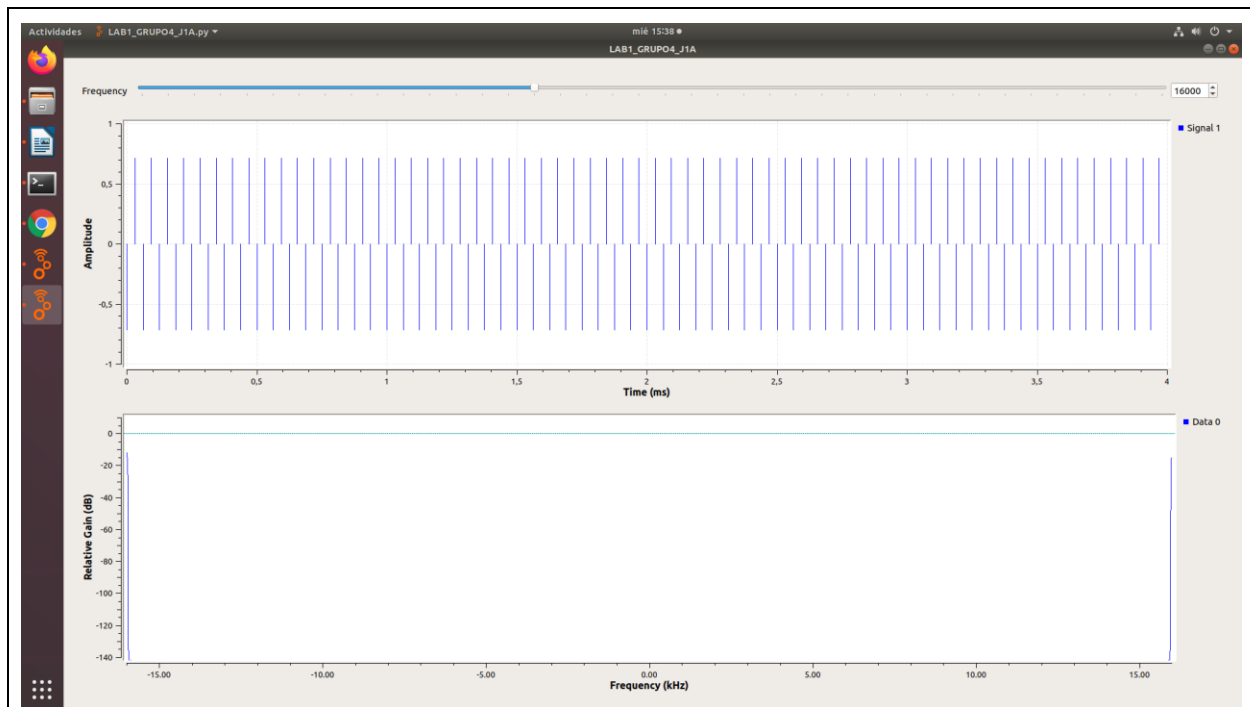 Actividades LAB1_GRUPO4_J1A.py mié 15:38
LAB1_GRUPO4_J1A
Frequency 16000
Signal 1
1
0,5
0
-0,5
-1
Amplitude
0 0,5 1 1,5 2 2,5 3 3,5 4
Time (ms)
Data 0
0
-20
-40
-60
-80
-100
-120
-140
Relative Gain (dB)
-15.00 -10.00 -5.00 0.00 5.00 10.00 15.00
Frequency (kHz)